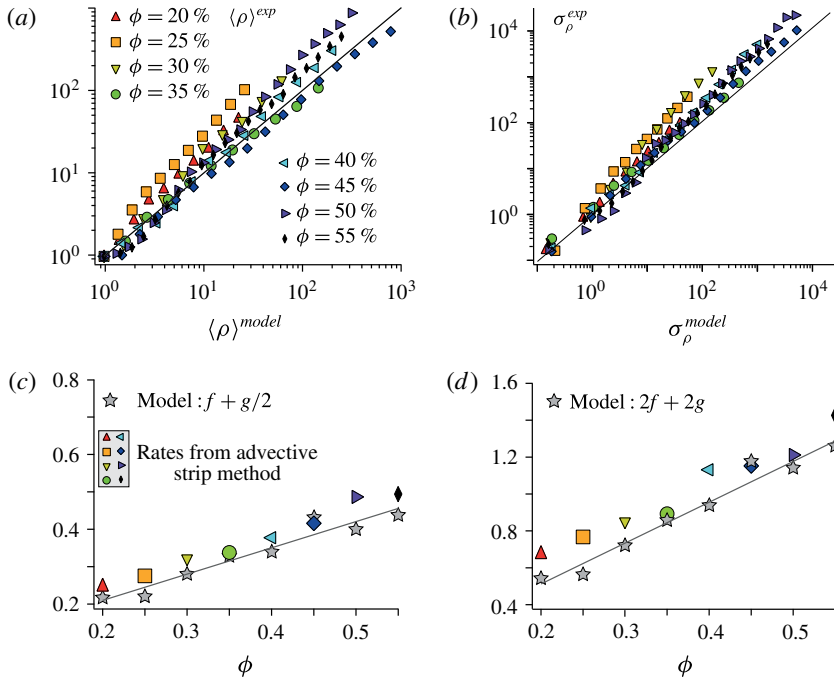 (a)
ϕ = 20 %
ϕ = 25 %
ϕ = 30 %
ϕ = 35 %
⟨ρ⟩^exp
ϕ = 40 %
ϕ = 45 %
ϕ = 50 %
ϕ = 55 %
10^2
10^1
10^0
10^0
10^1
10^2
10^3
⟨ρ⟩^model
(b)
σ_ρ^exp
10^4
10^2
10^0
10^0
10^2
10^4
σ_ρ^model
(c)
Model : f + g/2
Rates from advective
strip method
0.8
0.6
0.4
0.2
0.2
0.3
0.4
0.5
ϕ
(d)
Model : 2f + 2g
1.6
1.2
0.8
0.4
0.2
0.3
0.4
0.5
ϕ